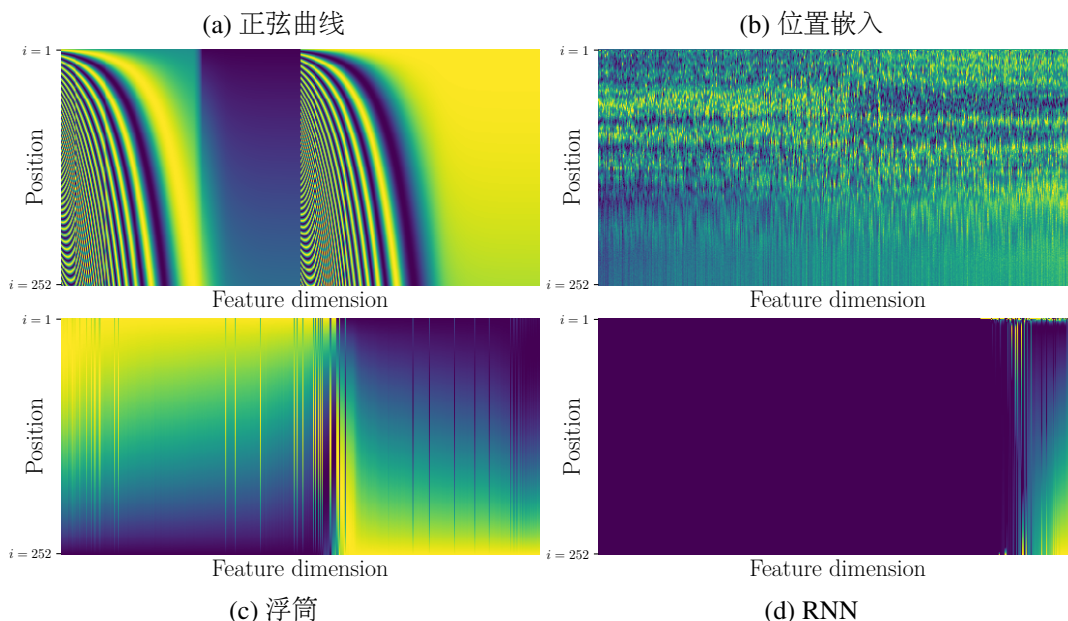 (a) 正弦曲线
(b) 位置嵌入
i = 1
Position
i = 252
Feature dimension
i = 1
Position
i = 252
Feature dimension
i = 1
Position
i = 252
Feature dimension
(c) 浮筒
i = 1
Position
i = 252
Feature dimension
(d) RNN